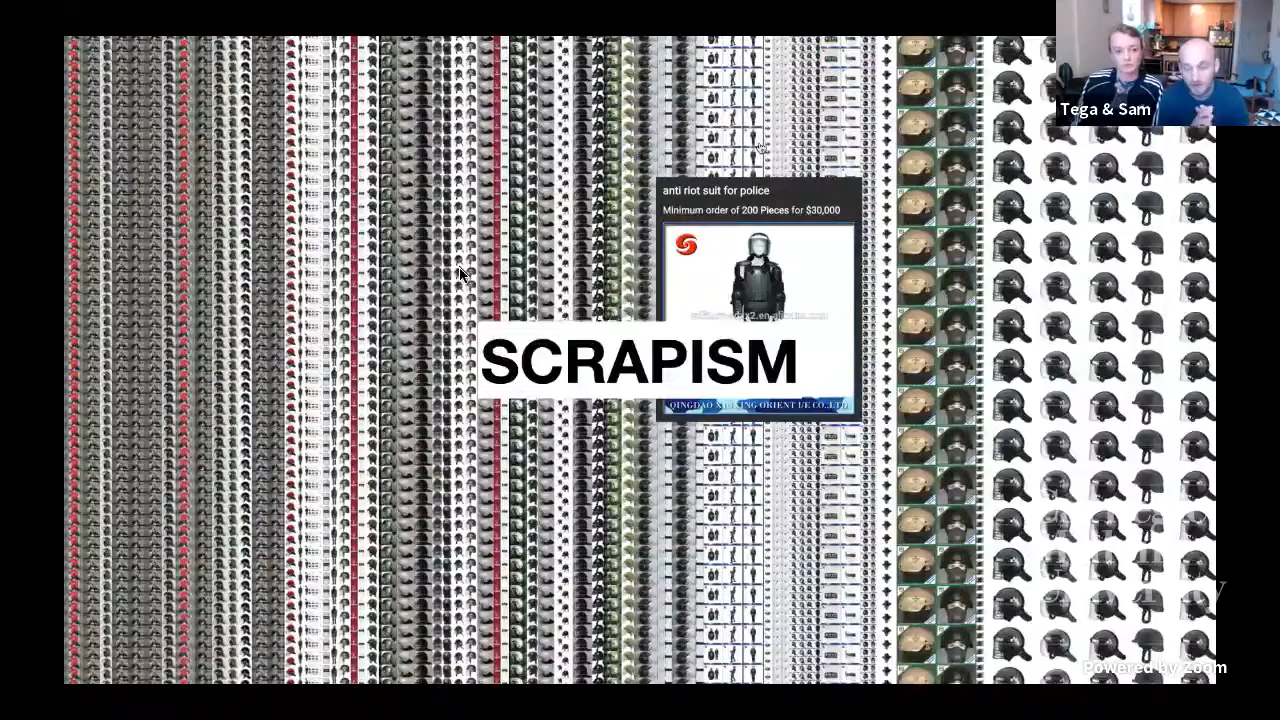 Tega & Sam
anti riot suit for police
Minimum order of 200 Pieces for $30,000
SCRAPISM
QINGDAO XINXING ORIENT I/E CO.,LTD
Powered by Zoom